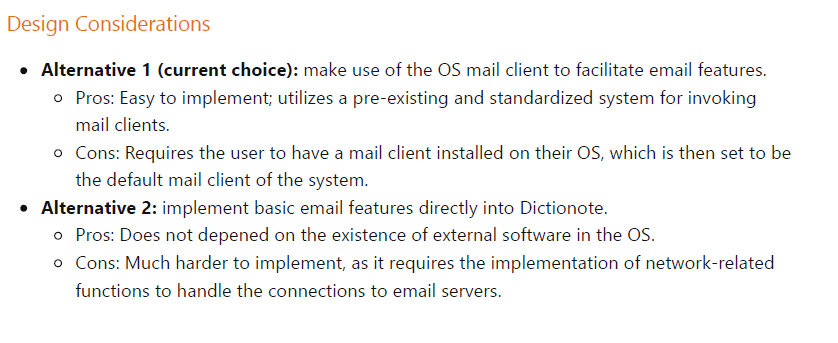 Design Considerations
• Alternative 1 (current choice): make use of the OS mail client to facilitate email features.
○ Pros: Easy to implement; utilizes a pre-existing and standardized system for invoking
mail clients.
○ Cons: Requires the user to have a mail client installed on their OS, which is then set to be
the default mail client of the system.
• Alternative 2: implement basic email features directly into Dictionote.
○ Pros: Does not depened on the existence of external software in the OS.
○ Cons: Much harder to implement, as it requires the implementation of network-related
functions to handle the connections to email servers.